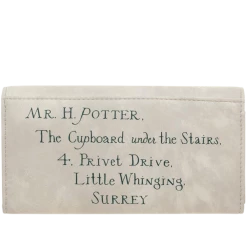 MR. H. POTTER,
The Cupboard under the Stairs,
4, Privet Drive,
Little Whinging,
SURREY